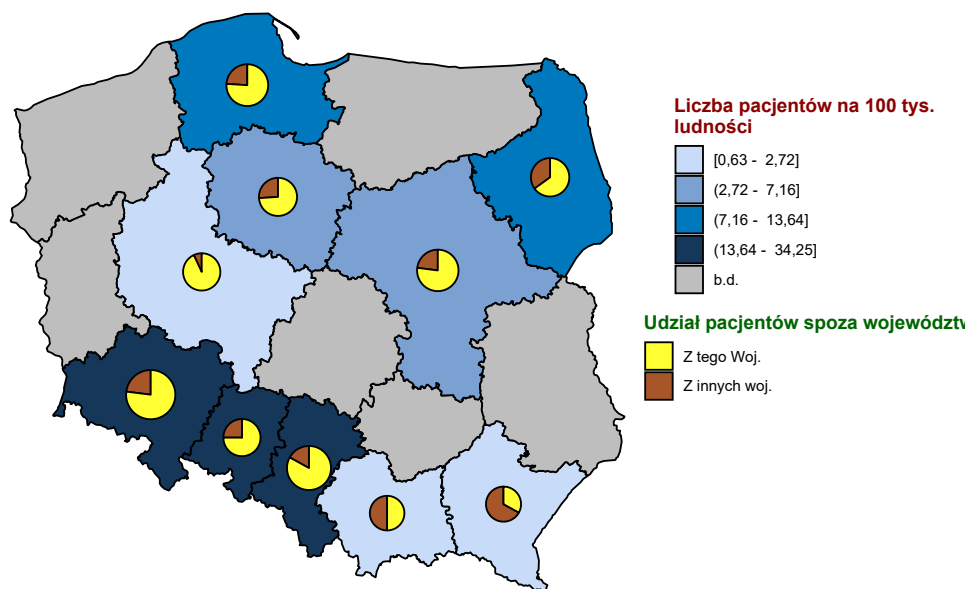 Liczba pacjentów na 100 tys.
ludności
[0,63 - 2,72]
(2,72 - 7,16]
(7,16 - 13,64]
(13,64 - 34,25]
b.d.
Udział pacjentów spoza województw
Z tego Woj.
Z innych woj.